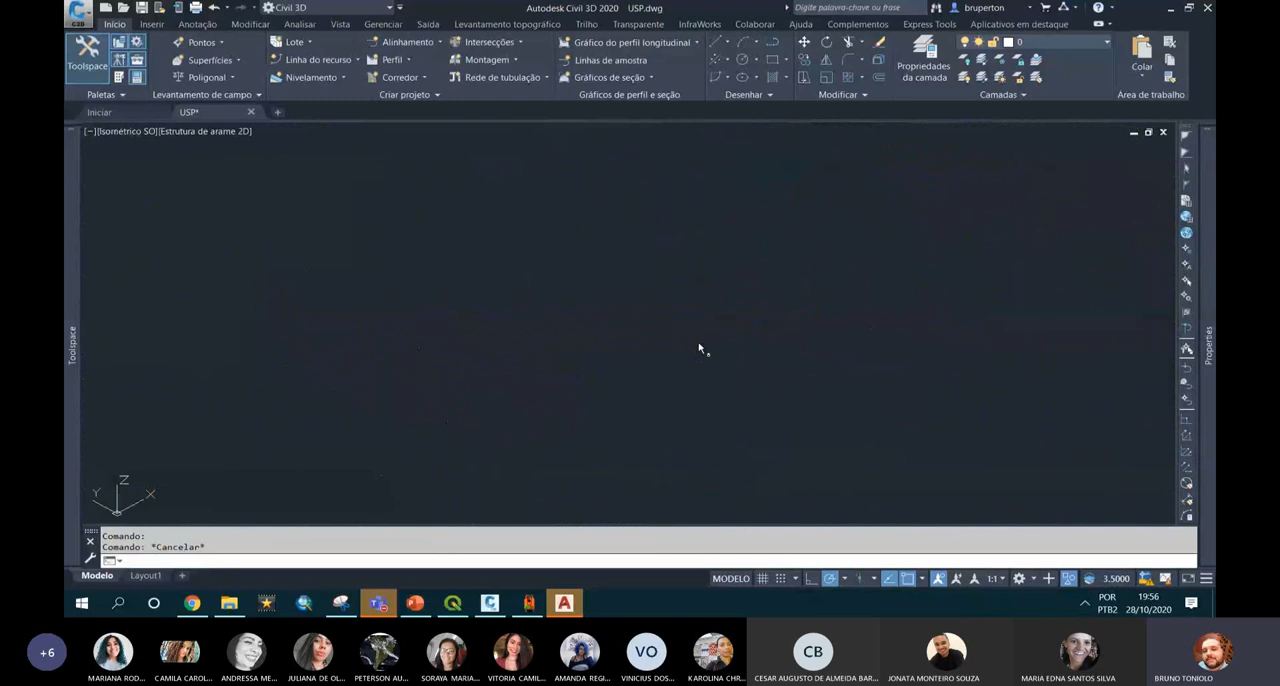 C3D
Civil 3D
Autodesk Civil 3D 2020 USP.dwg
Digite palavra-chave ou frase
bruperton
Início Inserir Anotação Modificar Analisar Vista Gerenciar Saída Levantamento topográfico Trilho Transparente InfraWorks Colaborar Ajuda Complementos Express Tools Aplicativos em destaque
Toolspace
Pontos
Superfícies
Poligonal
Lote
Linha do recurso
Nivelamento
Alinhamento
Perfil
Corredor
Intersecções
Montagem
Rede de tubulação
Gráfico do perfil longitudinal
Linhas de amostra
Gráficos de seção
Propriedades
da camada
0
Colar
Paletas Levantamento de campo Criar projeto Gráficos de perfil e seção Desenhar Modificar Camadas Área de trabalho
Iniciar USP*
[−][Isométrico SO][Estrutura de arame 2D]
Toolspace
Properties
Z
Y X
Comando:
Comando: *Cancelar*
Modelo Layout1
MODELO 1:1 3.5000
POR 19:56
PTB2 28/10/2020
+6 VO CB
MARIANA ROD... CAMILA CAROL... ANDRESSA ME... JULIANA DE OL... PETERSON AU... SORAYA MARIA... VITORIA CAMIL... AMANDA REGI... VINICIUS DOS... KAROLINA CHR... CESAR AUGUSTO DE ALMEIDA BAR... JONATA MONTEIRO SOUZA MARIA EDNA SANTOS SILVA BRUNO TONIOLO